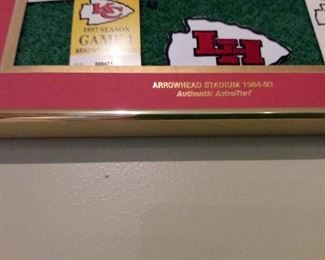 KC
1997 SEASON
GAME 1
LH
ARROWHEAD STADIUM 1984-93
Authentic AstroTurf